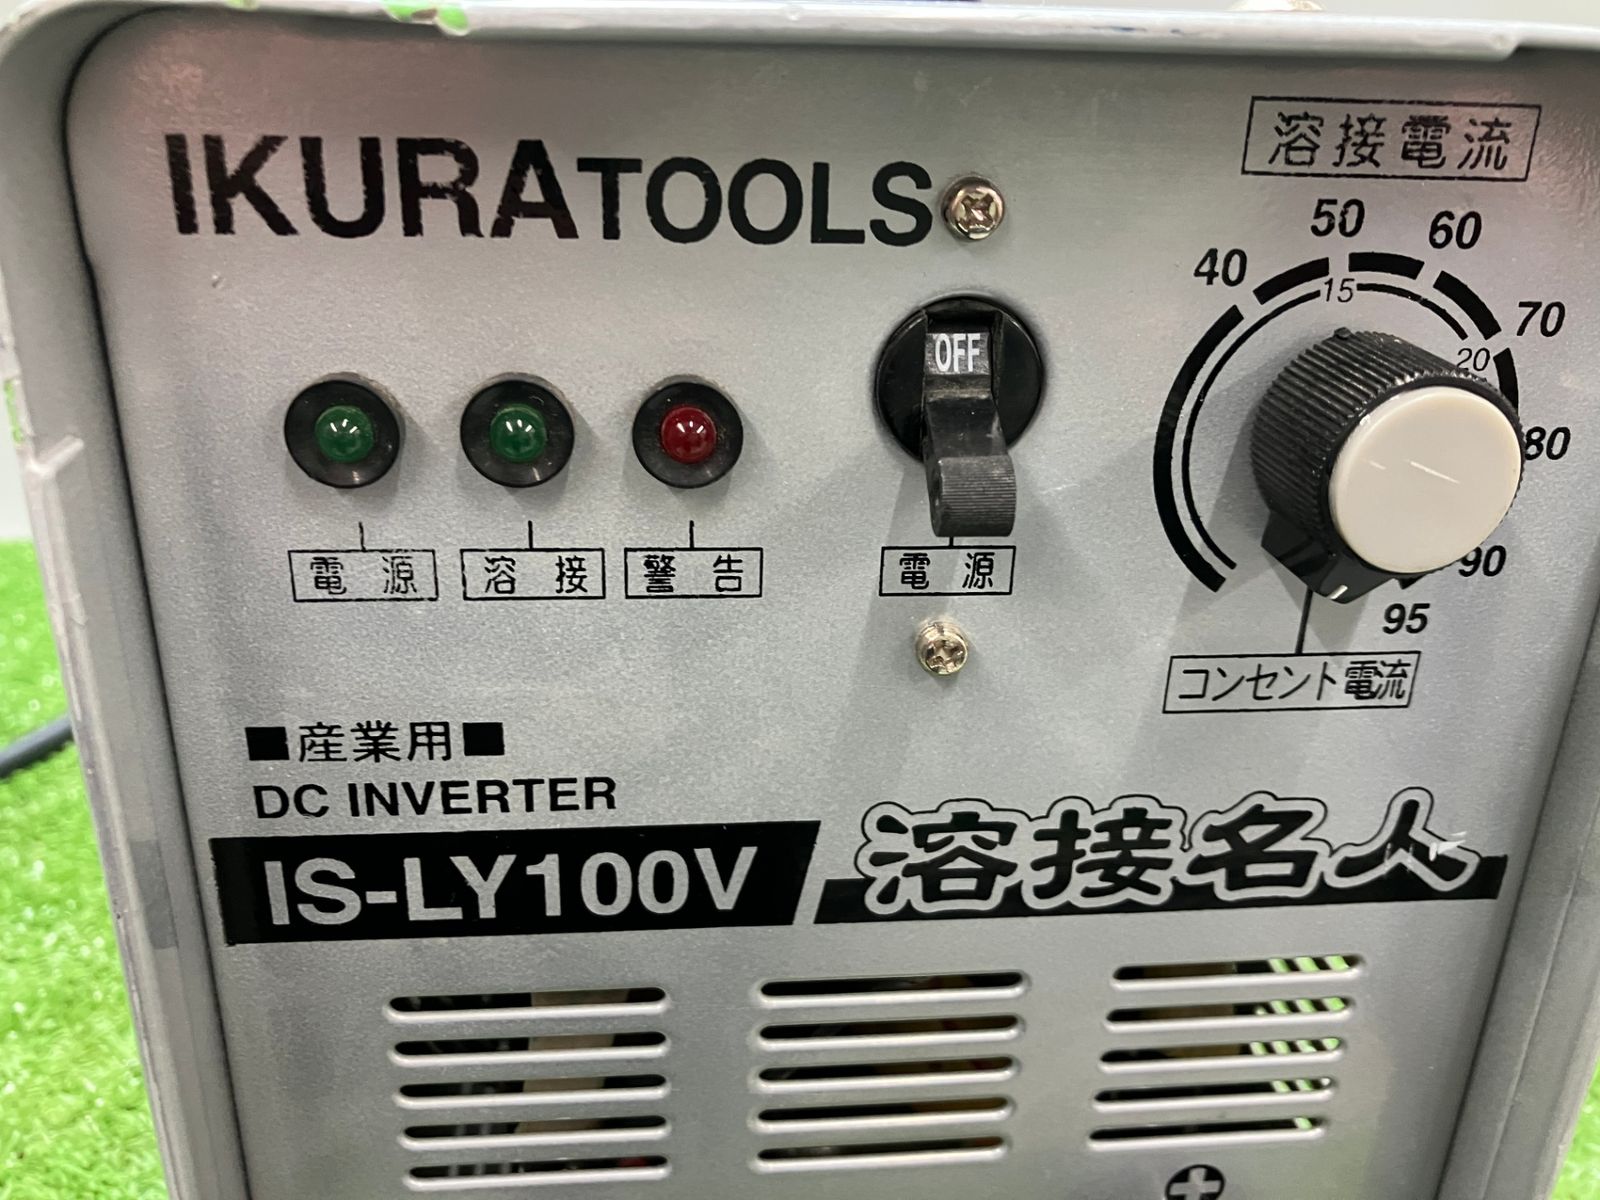 IKURATOOLS
溶接電流
40 50 60 70 80 90 95
15 20
OFF
電源 溶接 警告 電源
コンセント電流
■産業用■
DC INVERTER
IS-LY100V 溶接名人
+